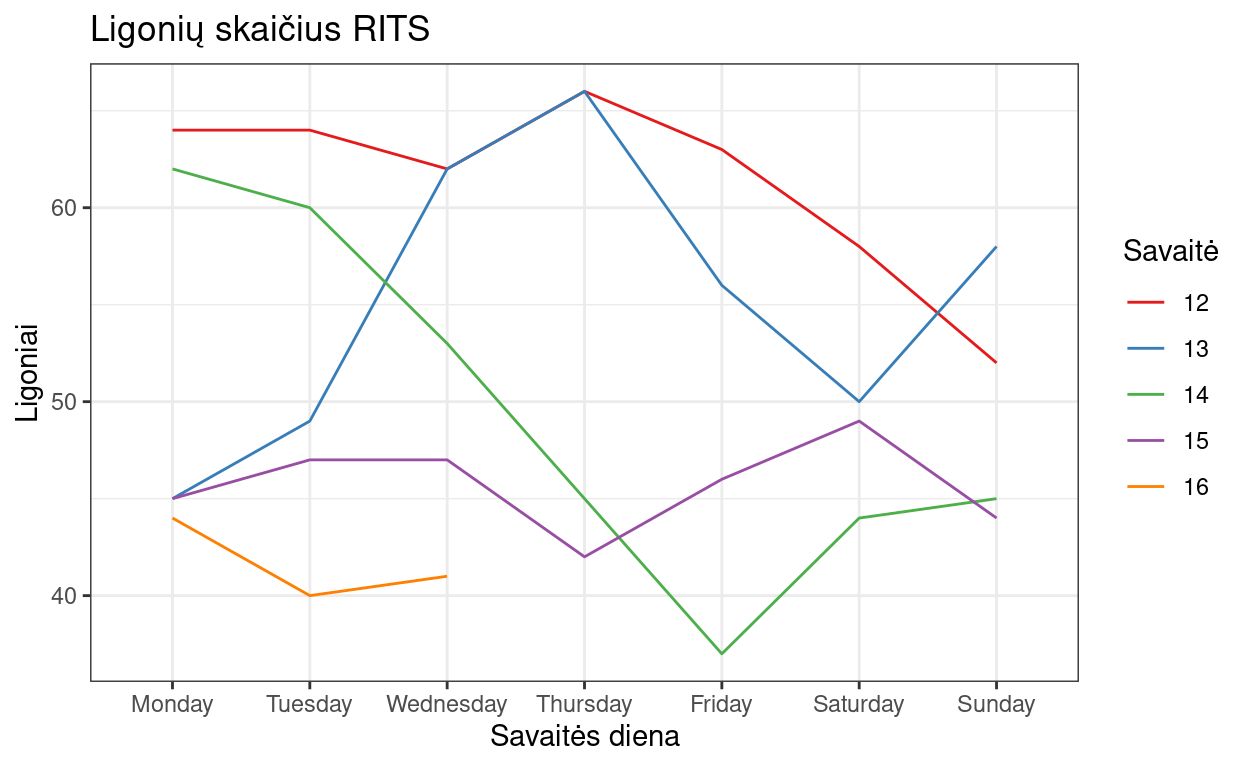 Ligonių skaičius RITS
Ligoniai
60
50
40
Monday Tuesday Wednesday Thursday Friday Saturday Sunday
Savaitės diena
Savaitė
12
13
14
15
16